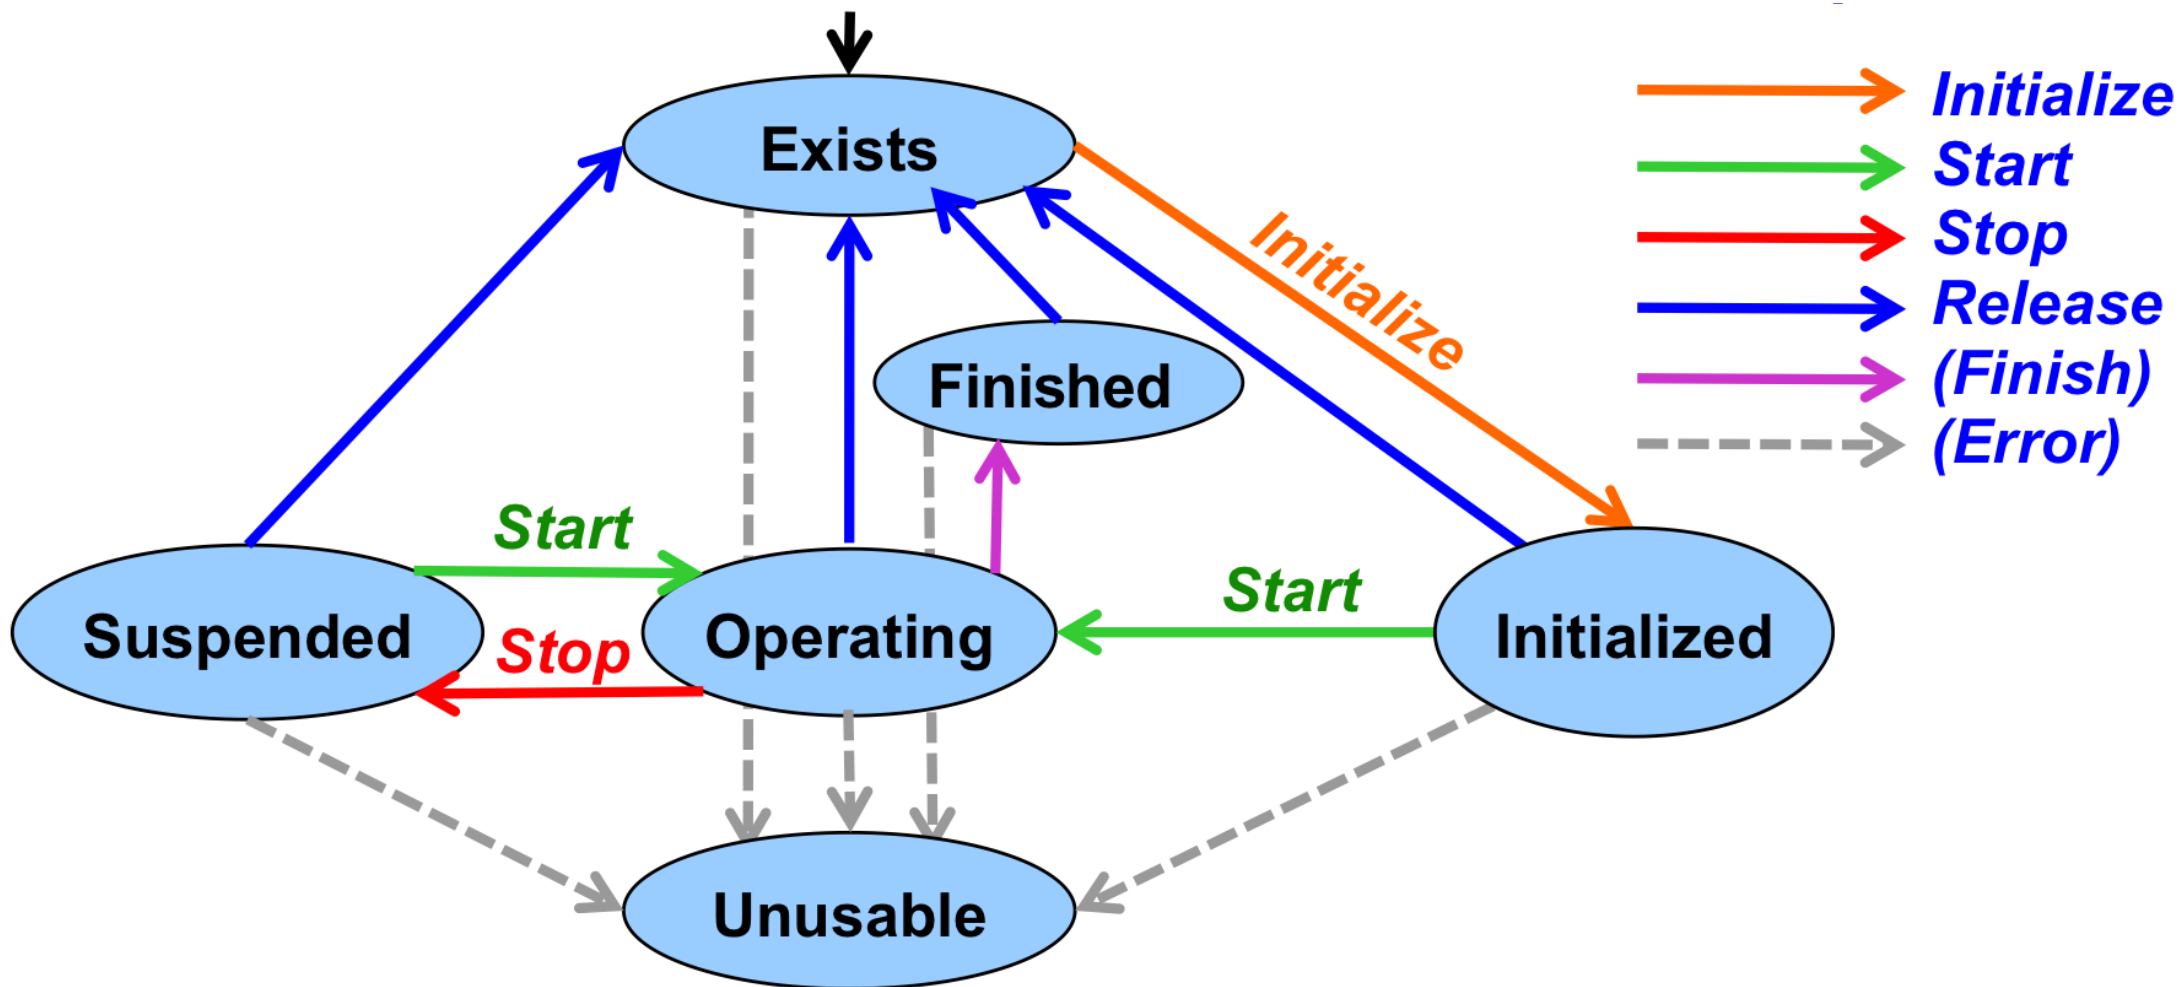 Exists
Initialize
Finished
Start
Suspended
Stop
Operating
Start
Initialized
Unusable
Initialize
Start
Stop
Release
(Finish)
(Error)